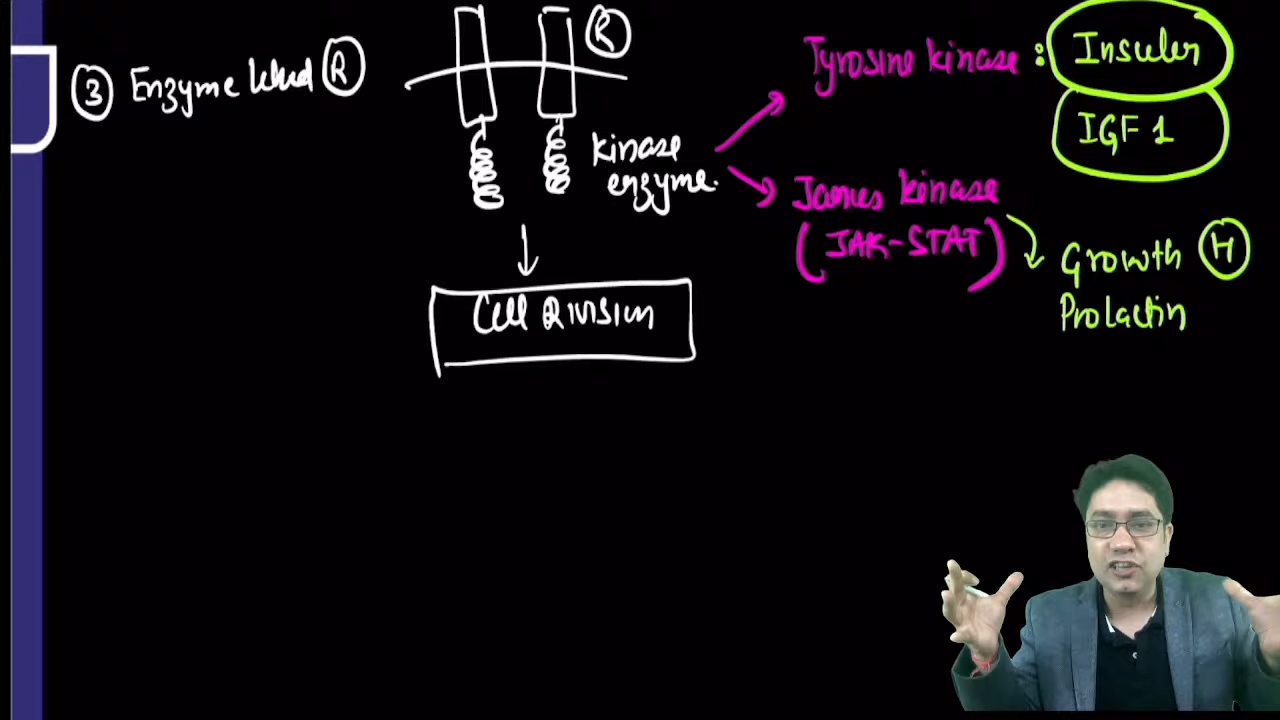 3 Enzyme linked R
R
kinase
enzyme.
Cell Division
Tyrosine kinase : Insulin
IGF 1
Janus kinase
(JAK-STAT)
Growth H
Prolactin